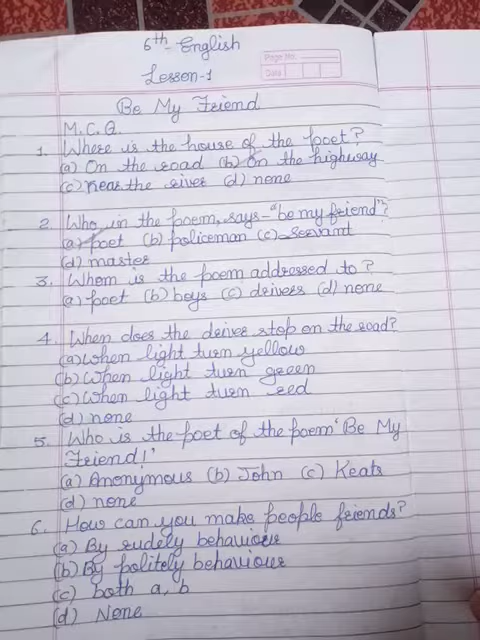 6th English
Page No.
Date
Lesson-1
Be My Friend
M.C.Q.
1. Where is the house of the poet?
(a) On the road (b) On the highway
(c) near the river (d) none
2. Who in the poem, says - "be my friend"?
(a) poet (b) policeman (c) servant
(d) master
3. Whom is the poem addressed to?
(a) poet (b) boys (c) drivers (d) none
4. When does the driver stop on the road?
(a) When light turn yellow
(b) When light turn green
(c) When light turn red
(d) none
5. Who is the poet of the poem 'Be My
Friend!'
(a) Anonymous (b) John (c) Keats
(d) none
6. How can you make people friends?
(a) By rudely behaviour
(b) By politely behaviour
(c) both a, b
(d) None